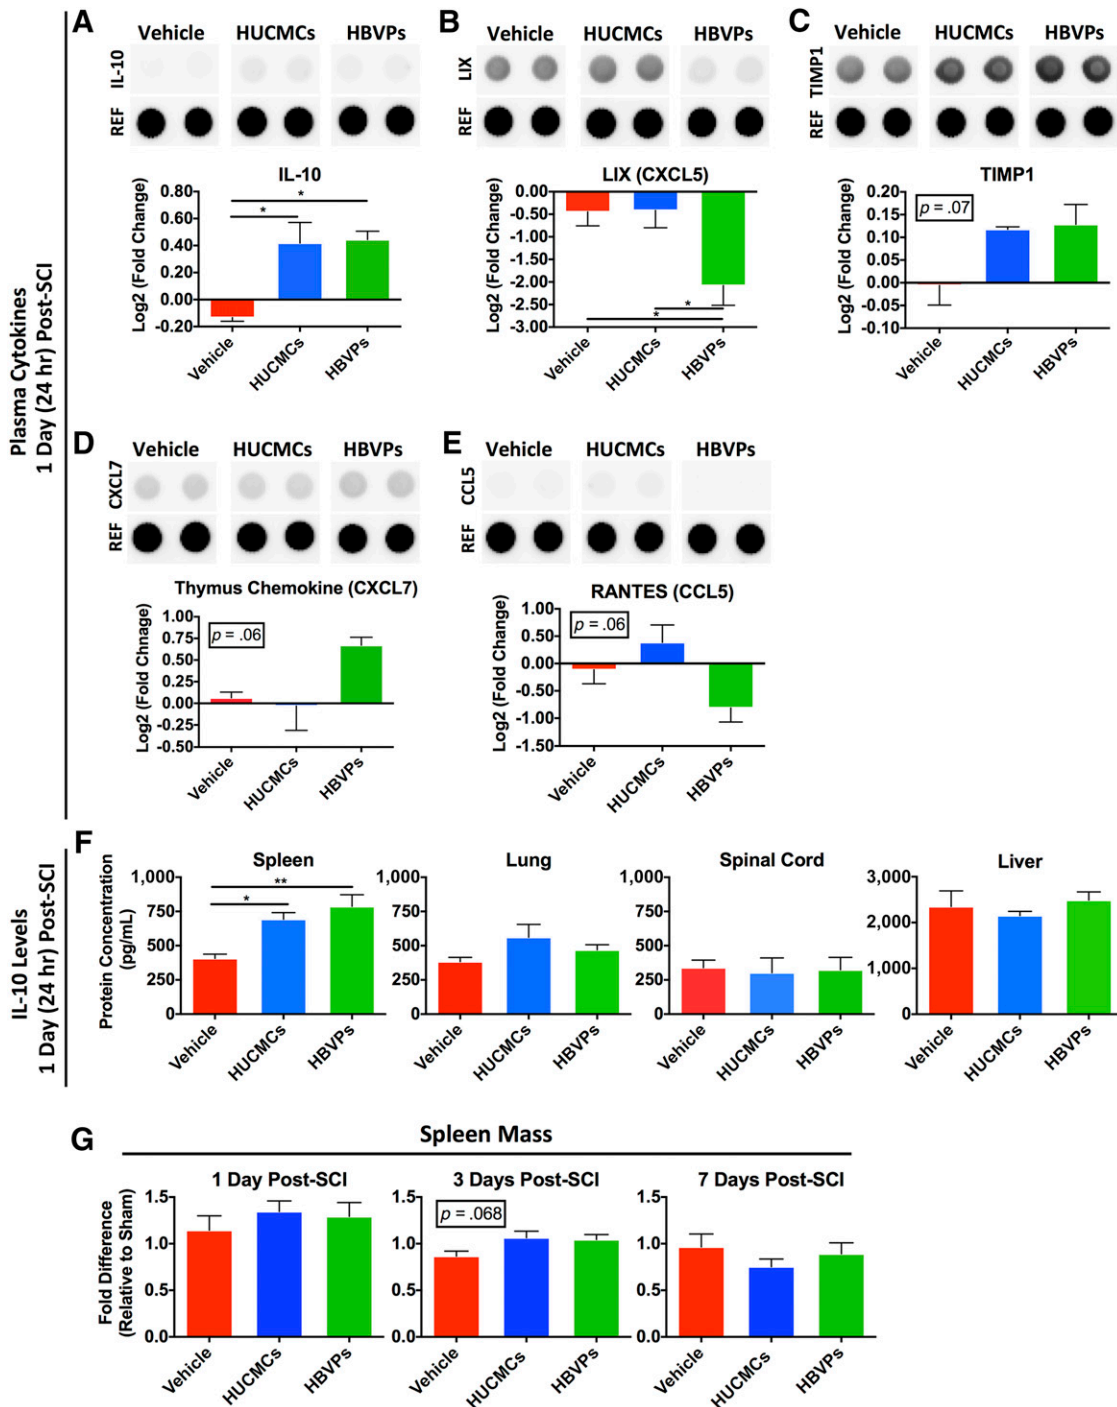 A
Vehicle HUCMCs HBVPs
IL-10
REF
IL-10
Log2 (Fold Change)
0.80
0.60
0.40
0.20
0.00
-0.20
*
*
Vehicle
HUCMCs
HBVPs
B
Vehicle HUCMCs HBVPs
LIX
REF
LIX (CXCL5)
Log2 (Fold Change)
0.00
-0.50
-1.00
-1.50
-2.00
-2.50
-3.00
*
*
Vehicle
HUCMCs
HBVPs
C
Vehicle HUCMCs HBVPs
TIMP1
REF
TIMP1
Log2 (Fold Change)
0.20
0.15
0.10
0.05
0.00
-0.05
-0.10
p = .07
Vehicle
HUCMCs
HBVPs
Plasma Cytokines
1 Day (24 hr) Post-SCI
D
Vehicle HUCMCs HBVPs
CXCL7
REF
Thymus Chemokine (CXCL7)
Log2 (Fold Chnage)
1.00
0.75
0.50
0.25
0.00
-0.25
-0.50
p = .06
Vehicle
HUCMCs
HBVPs
E
Vehicle HUCMCs HBVPs
CCL5
REF
RANTES (CCL5)
Log2 (Fold Change)
1.00
0.50
0.00
-0.50
-1.00
-1.50
p = .06
Vehicle
HUCMCs
HBVPs
IL-10 Levels
1 Day (24 hr) Post-SCI
F
Spleen
Protein Concentration
(pg/mL)
1,000
750
500
250
0
**
*
Vehicle
HUCMCs
HBVPs
Lung
1,000
750
500
250
0
Vehicle
HUCMCs
HBVPs
Spinal Cord
1,000
750
500
250
0
Vehicle
HUCMCs
HBVPs
Liver
3,000
2,000
1,000
0
Vehicle
HUCMCs
HBVPs
G
Spleen Mass
1 Day Post-SCI
Fold Difference
(Relative to Sham)
1.5
1.0
0.5
0.0
Vehicle
HUCMCs
HBVPs
3 Days Post-SCI
1.5
1.0
0.5
0.0
p = .068
Vehicle
HUCMCs
HBVPs
7 Days Post-SCI
1.5
1.0
0.5
0.0
Vehicle
HUCMCs
HBVPs